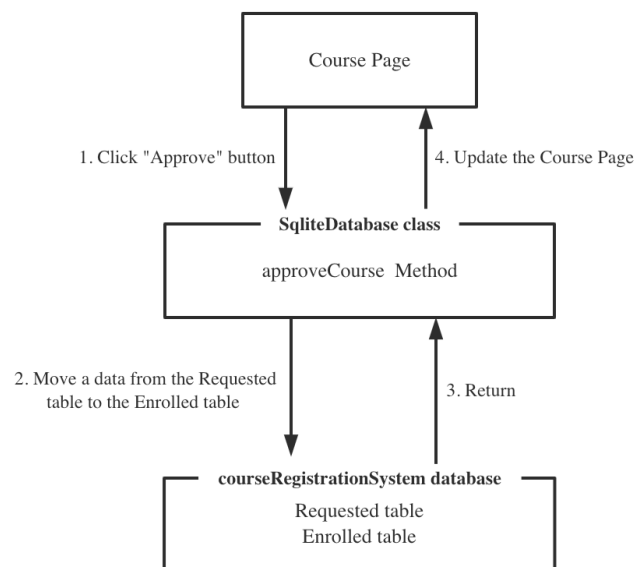 Course Page
1. Click "Approve" button
4. Update the Course Page
SqliteDatabase class
approveCourse Method
2. Move a data from the Requested
table to the Enrolled table
3. Return
courseRegistrationSystem database
Requested table
Enrolled table